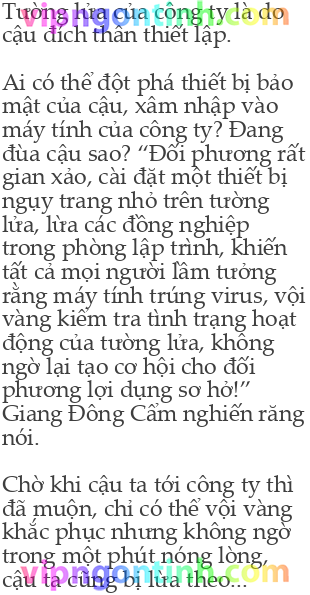 Tường lửa của công ty là do
cậu đích thân thiết lập.
Ai có thể đột phá thiết bị bảo
mật của cậu, xâm nhập vào
máy tính của công ty? Đang
đùa cậu sao? “Đối phương rất
gian xảo, cài đặt một thiết bị
ngụy trang nhỏ trên tường
lửa, lừa các đồng nghiệp
trong phòng lập trình, khiến
tất cả mọi người lầm tưởng
rằng máy tính trúng virus, vội
vàng kiểm tra tình trạng hoạt
động của tường lửa, không
ngờ lại tạo cơ hội cho đối
phương lợi dụng sơ hở!”
Giang Đông Cẩm nghiến răng
nói.
Chờ khi cậu ta tới công ty thì
đã muộn, chỉ có thể vội vàng
khắc phục nhưng không ngờ
trong một phút nóng lòng,
cậu ta cũng bị lừa theo...
vipngontinh.com
vipngontinh.com